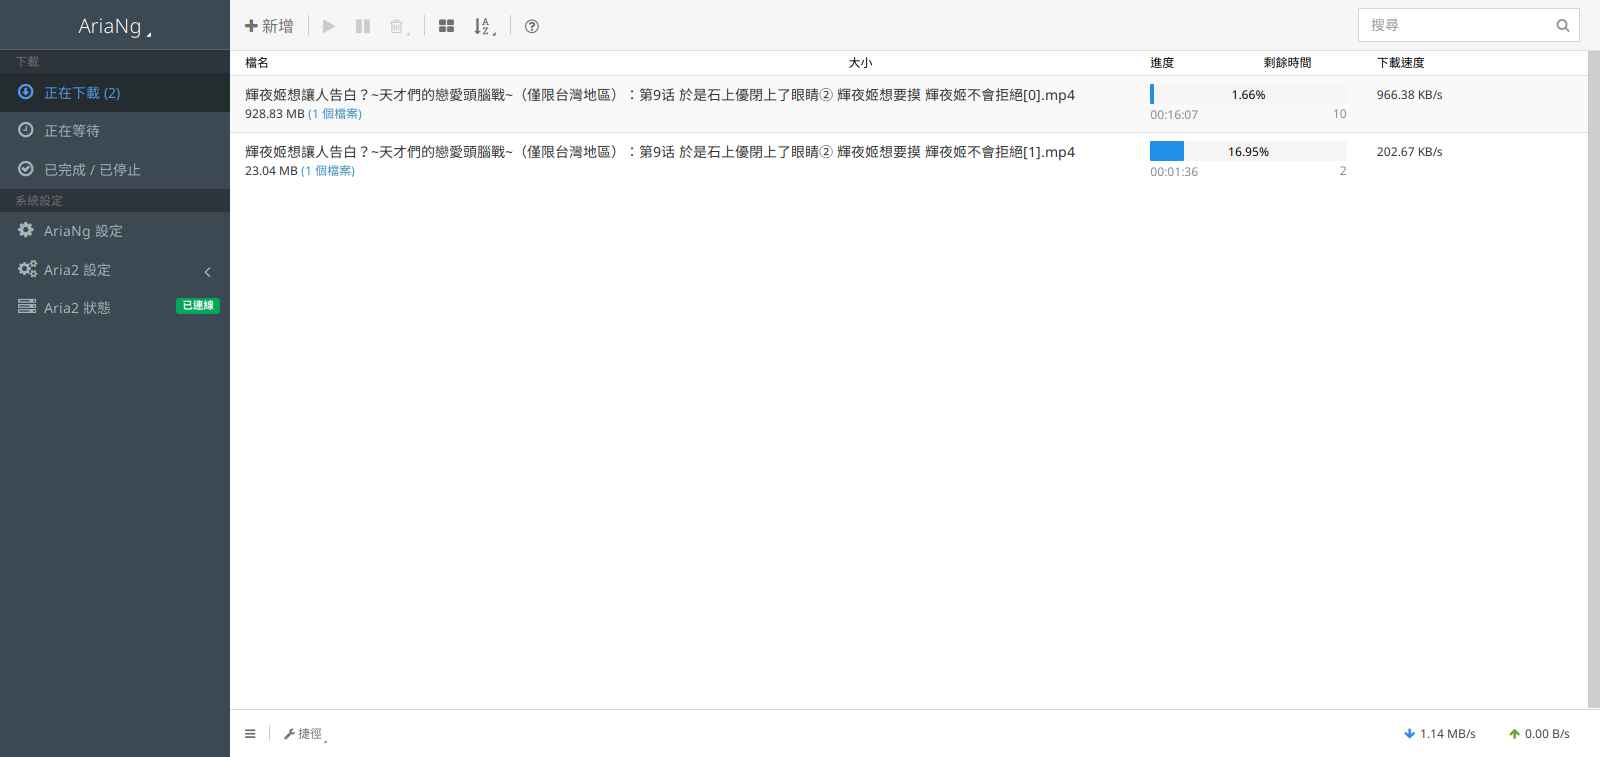 AriaNg
新增
搜尋
下載
正在下載 (2)
正在等待
已完成 / 已停止
系統設定
AriaNg 設定
Aria2 設定
Aria2 狀態
已連線
檔名 大小 進度 剩餘時間 下載速度
輝夜姬想讓人告白？~天才們的戀愛頭腦戰~（僅限台灣地區）：第9话 於是石上優閉上了眼睛② 輝夜姬想要摸 輝夜姬不會拒絕[0].mp4
1.66%
966.38 KB/s
928.83 MB (1 個檔案)
00:16:07
10
輝夜姬想讓人告白？~天才們的戀愛頭腦戰~（僅限台灣地區）：第9话 於是石上優閉上了眼睛② 輝夜姬想要摸 輝夜姬不會拒絕[1].mp4
16.95%
202.67 KB/s
23.04 MB (1 個檔案)
00:01:36
2
捷徑
1.14 MB/s
0.00 B/s